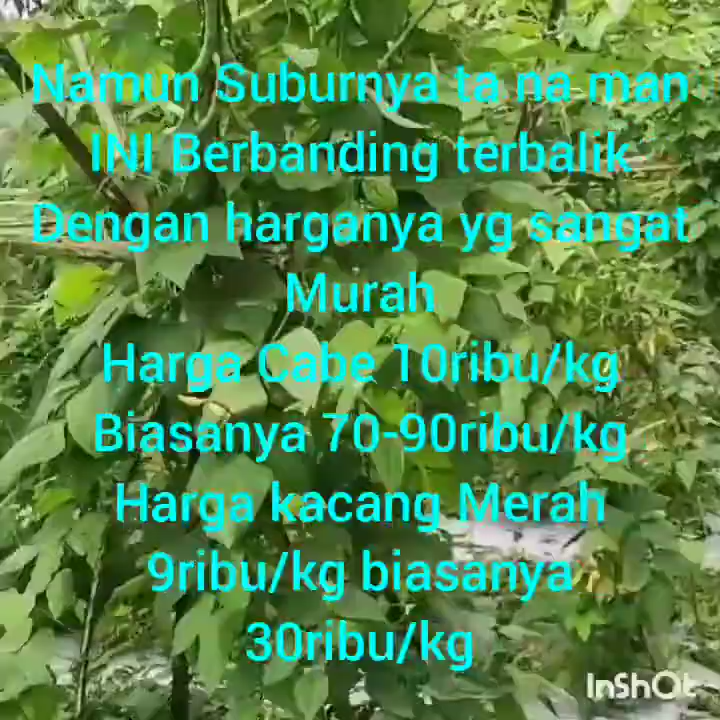 Namun Suburnya ta na man
INI Berbanding terbalik
Dengan harganya yg sangat
Murah
Harga Cabe 10ribu/kg
Biasanya 70-90ribu/kg
Harga kacang Merah
9ribu/kg biasanya
30ribu/kg
InShOt